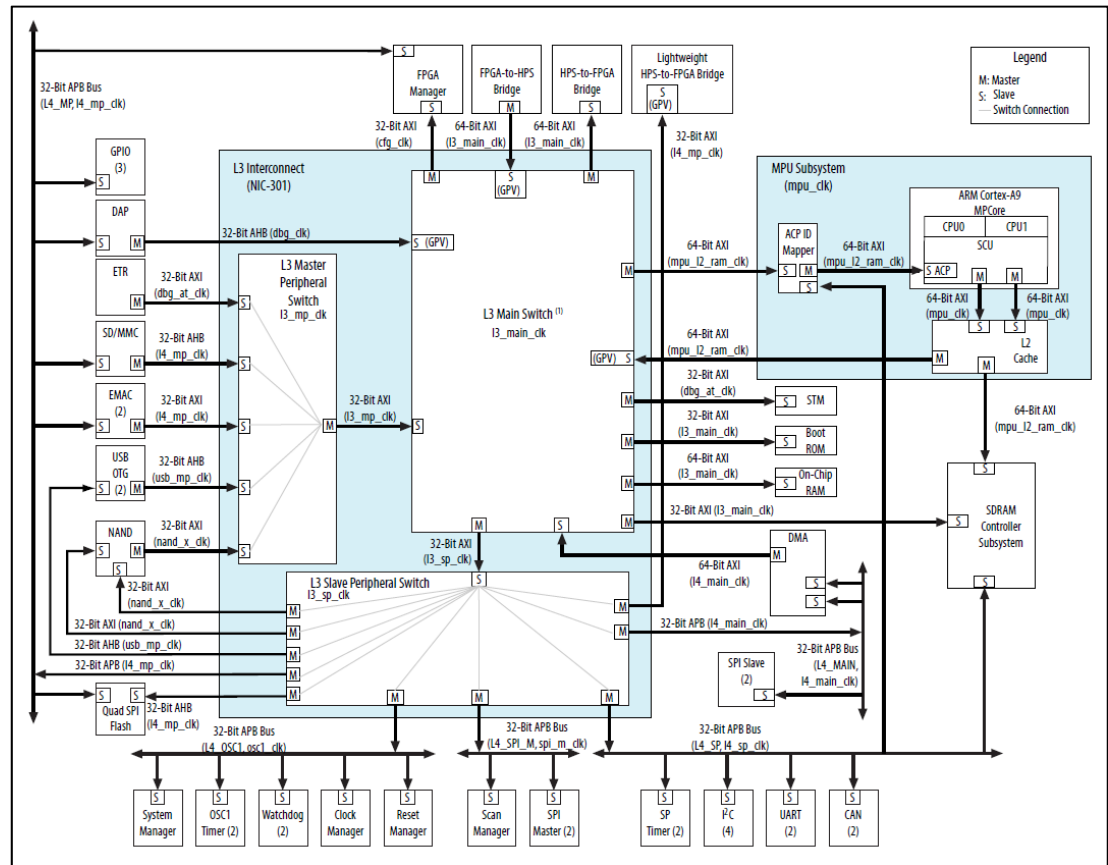 32-Bit APB Bus
(L4_MP, l4_mp_clk)
S
FPGA
Manager
S
FPGA-to-HPS
Bridge
M
HPS-to-FPGA
Bridge
S
Lightweight
HPS-to-FPGA Bridge
S
(GPV)
Legend
M: Master
S: Slave
Switch Connection
32-Bit AXI
(cfg_clk)
64-Bit AXI
(l3_main_clk)
64-Bit AXI
(l3_main_clk)
32-Bit AXI
(l4_mp_clk)
GPIO
(3)
S
DAP
S
M
ETR
M
SD/MMC
S
M
EMAC
(2)
S
M
USB
OTG
(2)
S
M
NAND
S
M
S
32-Bit AHB (dbg_clk)
32-Bit AXI
(dbg_at_clk)
32-Bit AHB
(l4_mp_clk)
32-Bit AXI
(l4_mp_clk)
32-Bit AHB
(usb_mp_clk)
32-Bit AXI
(nand_x_clk)
L3 Interconnect
(NIC-301)
L3 Master
Peripheral
Switch
l3_mp_clk
S
S
S
S
S
M
32-Bit AXI
(l3_mp_clk)
M
S
(GPV)
M
S (GPV)
L3 Main Switch (1)
l3_main_clk
S
M
(GPV) S
M
M
M
M
M
S
MPU Subsystem
(mpu_clk)
ARM Cortex-A9
MPCore
CPU0
CPU1
SCU
S ACP
M
M
ACP ID
Mapper
S
M
S
64-Bit AXI
(mpu_l2_ram_clk)
64-Bit AXI
(mpu_l2_ram_clk)
64-Bit AXI
(mpu_clk)
64-Bit AXI
(mpu_clk)
S
S
L2
Cache
M
M
64-Bit AXI
(mpu_l2_ram_clk)
32-Bit AXI
(dbg_at_clk)
S
STM
32-Bit AXI
(l3_main_clk)
S
Boot
ROM
64-Bit AXI
(l3_main_clk)
S
On-Chip
RAM
32-Bit AXI (l3_main_clk)
64-Bit AXI
(mpu_l2_ram_clk)
S
S
SDRAM
Controller
Subsystem
S
32-Bit AXI
(l3_sp_clk)
DMA
M
S
S
64-Bit AXI
(l4_main_clk)
L3 Slave Peripheral Switch
l3_sp_clk
S
M
M
M
M
M
M
M
M
M
M
32-Bit AXI
(nand_x_clk)
32-Bit AXI (nand_x_clk)
32-Bit AHB (usb_mp_clk)
32-Bit APB (l4_mp_clk)
S
S
Quad SPI
Flash
32-Bit AHB
(l4_mp_clk)
32-Bit APB (l4_main_clk)
32-Bit APB Bus
(L4_MAIN,
l4_main_clk)
SPI Slave
(2)
S
32-Bit APB Bus
(L4_OSC1, osc1_clk)
32-Bit APB Bus
(L4_SPI_M, spi_m_clk)
32-Bit APB Bus
(L4_SP, l4_sp_clk)
S
System
Manager
S
OSC1
Timer (2)
S
Watchdog
(2)
S
Clock
Manager
S
Reset
Manager
S
Scan
Manager
S
SPI
Master (2)
S
SP
Timer (2)
S
I²C
(4)
S
UART
(2)
S
CAN
(2)